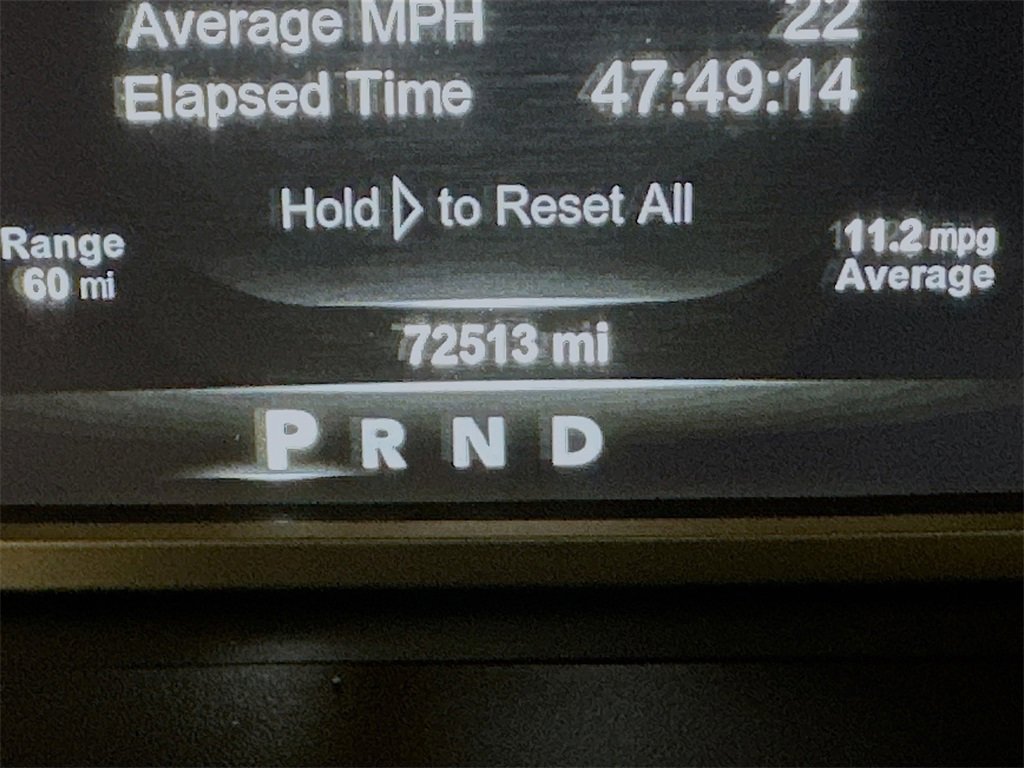 Average MPH 22
Elapsed Time 47:49:14
Hold ▷ to Reset All
Range
60 mi
11.2 mpg
Average
72513 mi
P R N D